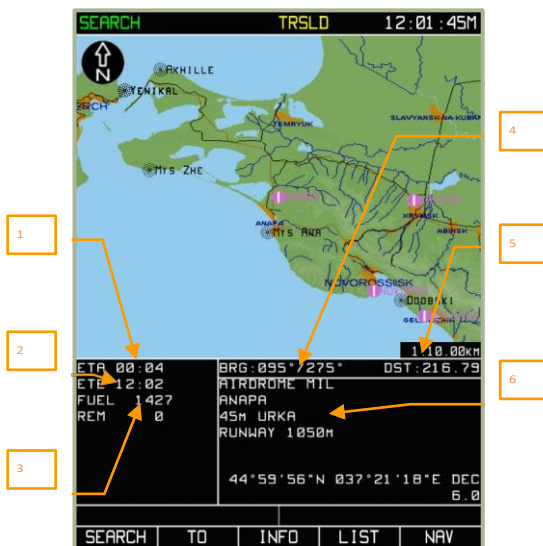 SEARCH TRSLD 12:01:45M
N
AKHILLE
YENIKAL
TEMRYUK
SLAVYANSK-NA-KUBAN
MYS ZHE
ANAPA
MYS ANA
KRYMSK
ABINSK
NOVOROSSIISK
DOOBSKI
1:10.00KM
ETA 00:04
ETE 12:02
FUEL 1427
REM 0
BRG:095°/275° DST:216.79
AIRDROME MIL
ANAPA
45M URKA
RUNWAY 1050M
44°59'56"N 037°21'18"E DEC
6.0
SEARCH TO INFO LIST NAV
1
2
3
4
5
6